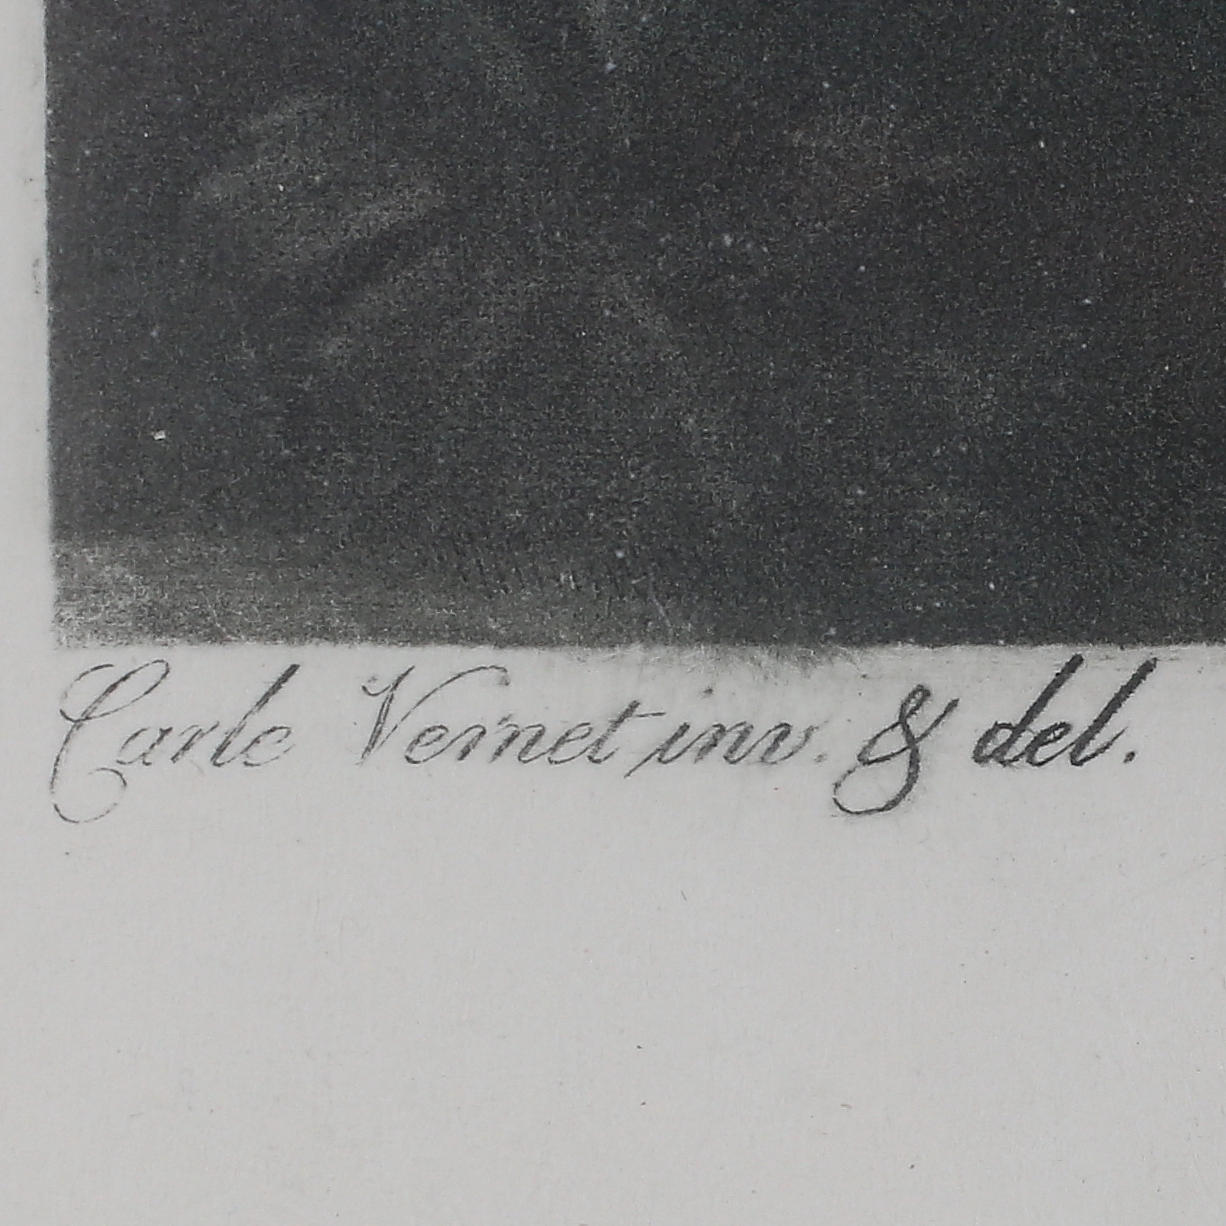 Carle Vernet inv. & del.